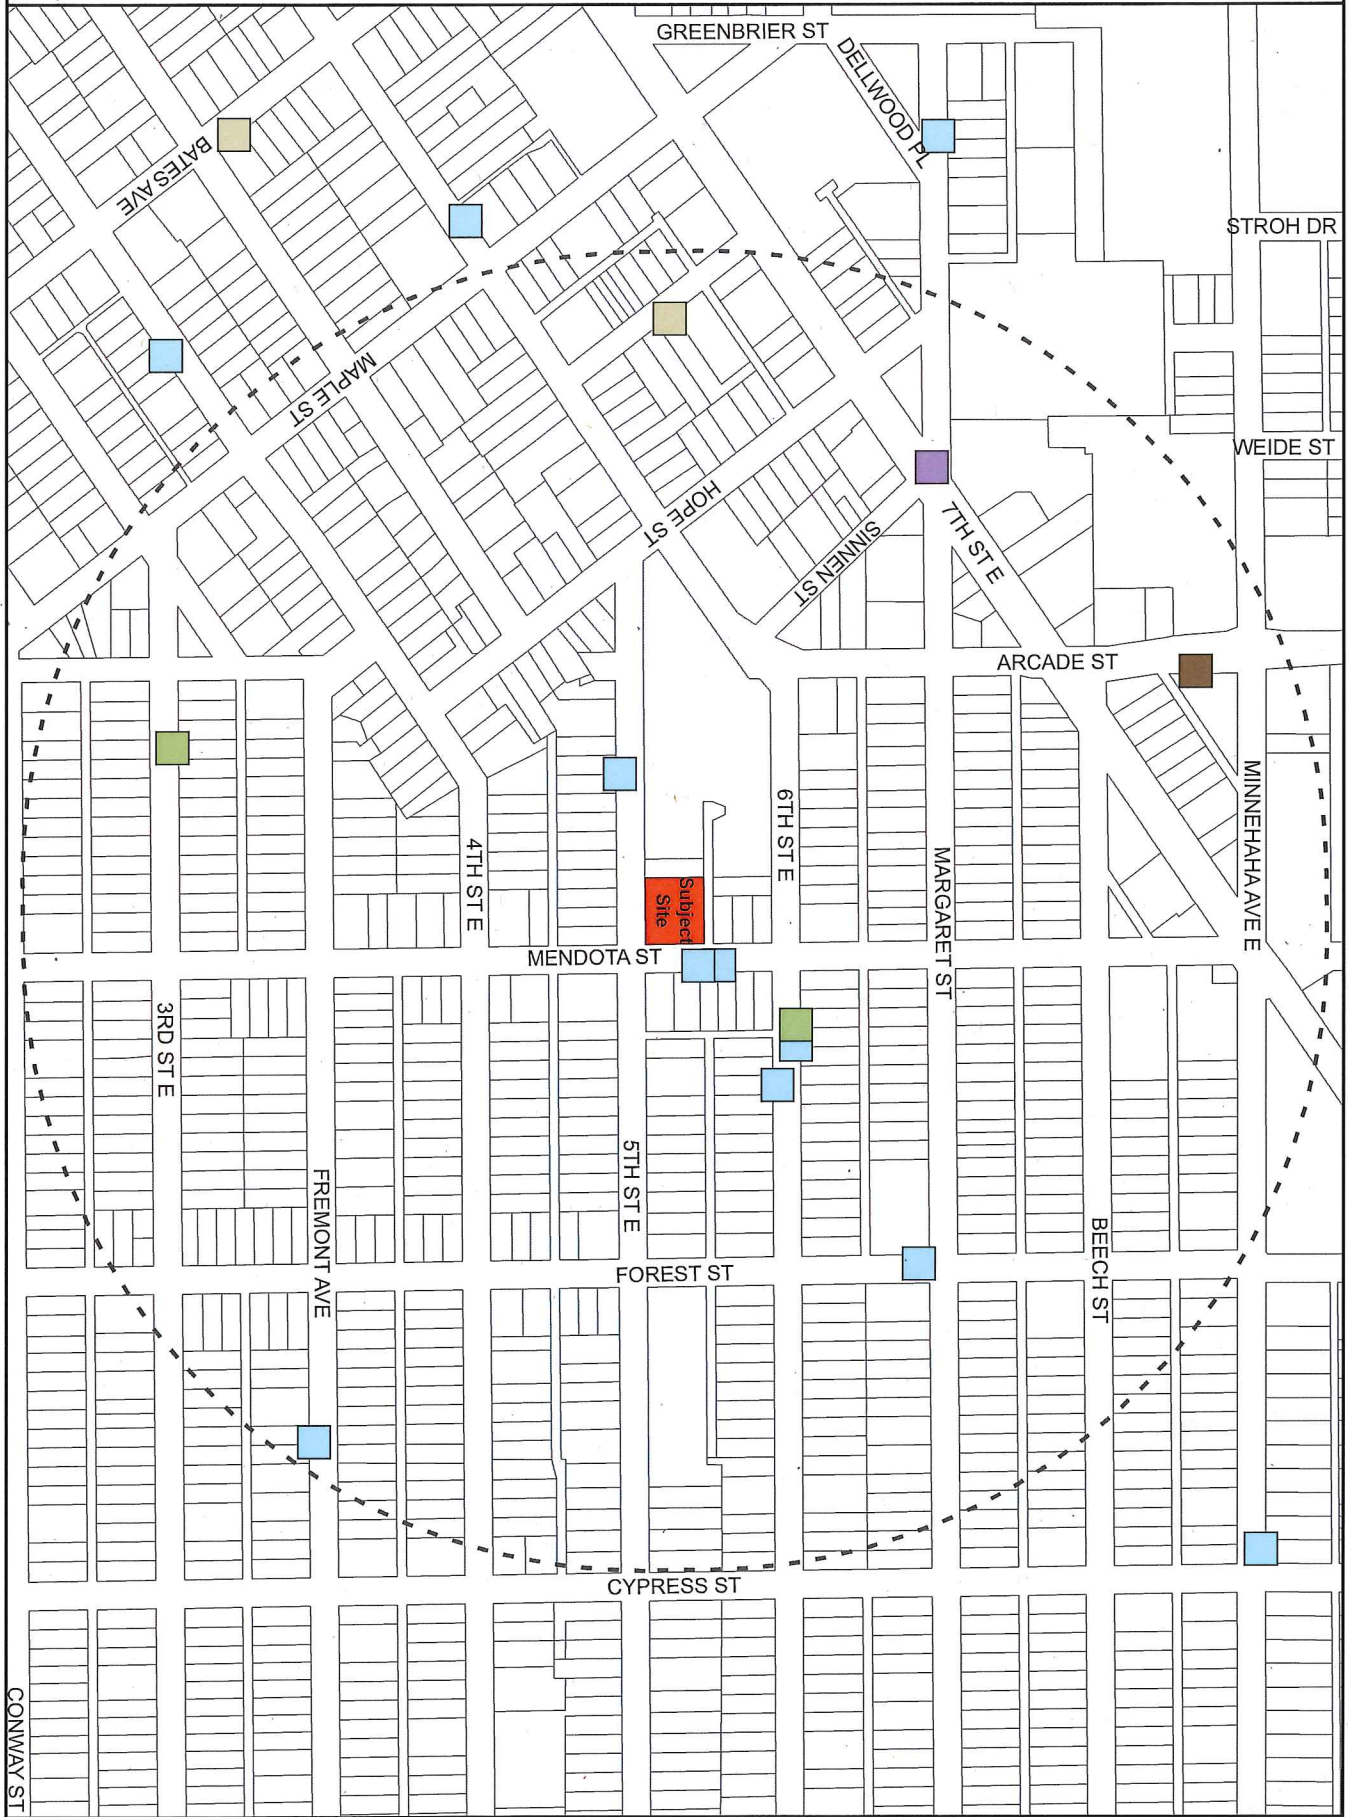 GREENBRIER ST
DELLWOOD PL
BATES AVE
STROH DR
MAPLE ST
WEIDE ST
HOPE ST
SINNEN ST
7TH ST E
ARCADE ST
MINNEHAHA AVE E
6TH ST E
4TH ST E
MARGARET ST
Subject
Site
MENDOTA ST
3RD ST E
5TH ST E
FREMONT AVE
BEECH ST
FOREST ST
CYPRESS ST
CONWAY ST